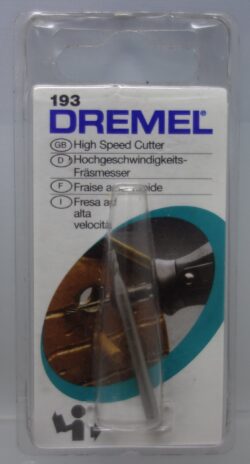 193
DREMEL®
GB High Speed Cutter
D Hochgeschwindigkeits-
Fräsmesser
F Fraise
I Fresa
alta
velocità